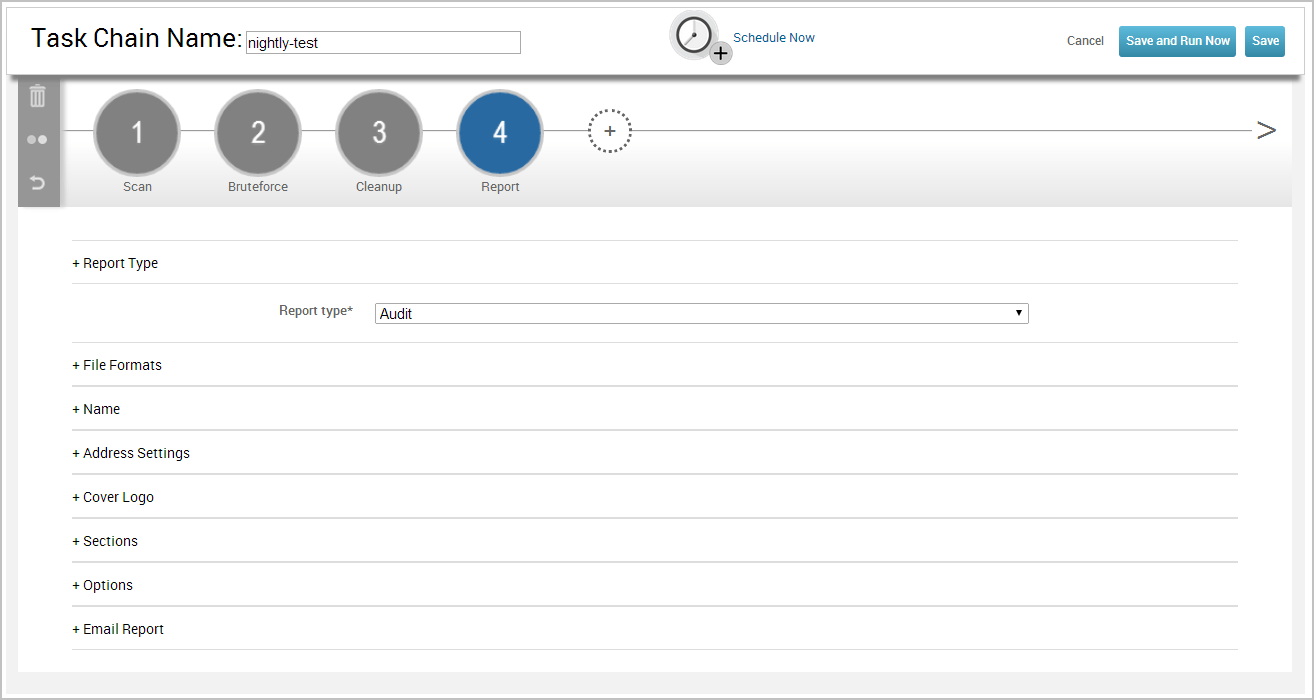 Task Chain Name: nightly-test
Schedule Now
Cancel Save and Run Now Save
1 2 3 4 + >
Scan Bruteforce Cleanup Report
+ Report Type
Report type* Audit
+ File Formats
+ Name
+ Address Settings
+ Cover Logo
+ Sections
+ Options
+ Email Report